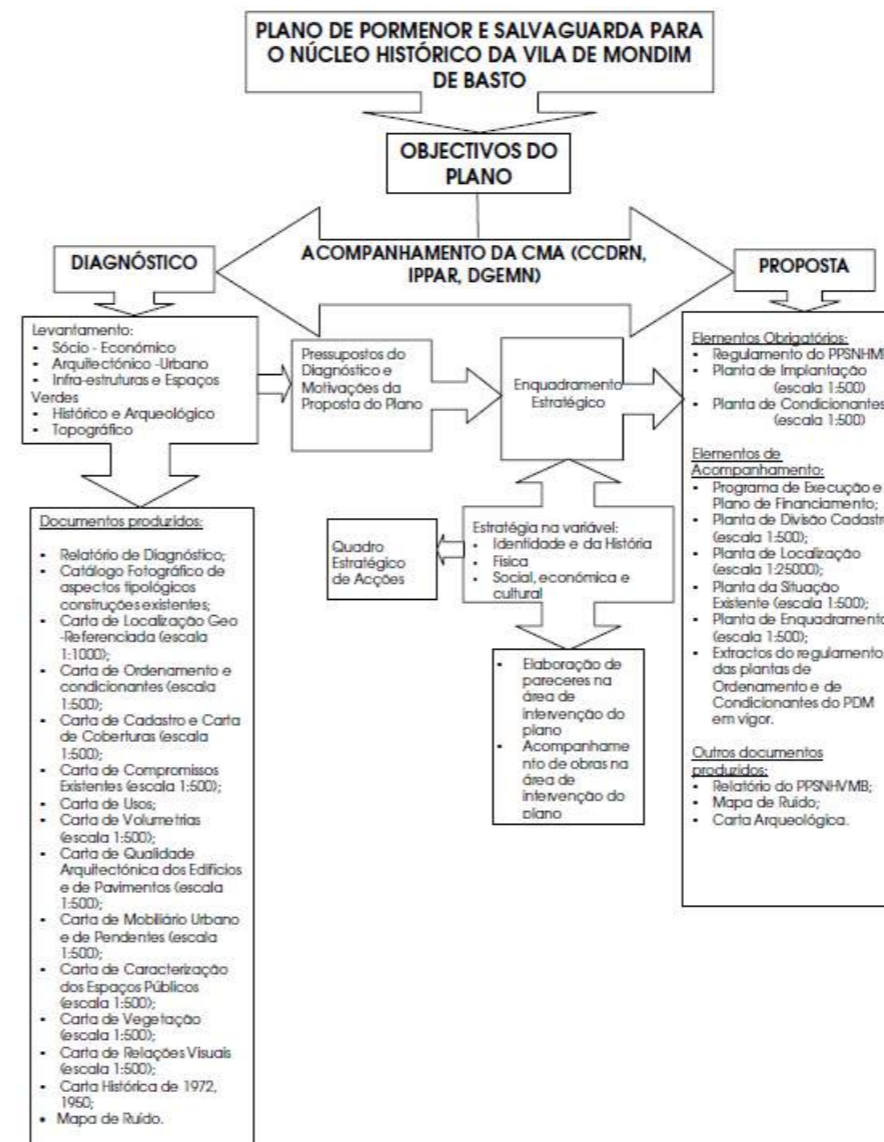 PLANO DE PORMENOR E SALVAGUARDA PARA
O NÚCLEO HISTÓRICO DA VILA DE MONDIM
DE BASTO
OBJECTIVOS DO
PLANO
ACOMPANHAMENTO DA CMA (CCDRN,
IPPAR, DGEMN)
DIAGNÓSTICO
Levantamento:
• Sócio - Económico
• Arquitectónico -Urbano
• Infra-estruturas e Espaços
Verdes
• Histórico e Arqueológico
• Topográfico
Documentos produzidos:
• Relatório de Diagnóstico;
• Catálogo Fotográfico de
aspectos tipológicos
construções existentes;
• Carta de Localização Geo
-Referenciada (escala
1:1000);
• Carta de Ordenamento e
condicionantes (escala
1:500);
• Carta de Cadastro e Carta
de Coberturas (escala
1:500);
• Carta de Compromissos
Existentes (escala 1:500);
• Carta de Usos;
• Carta de Volumetrias
(escala 1:500);
• Carta de Qualidade
Arquitectónica dos Edifícios
e de Pavimentos (escala
1:500);
• Carta de Mobiliário Urbano
e de Pendentes (escala
1:500);
• Carta de Caracterização
dos Espaços Públicos
(escala 1:500);
• Carta de Vegetação
(escala 1:500);
• Carta de Relações Visuais
(escala 1:500);
• Carta Histórica de 1972,
1950;
• Mapa de Ruído.
Pressupostos do
Diagnóstico e
Motivações da
Proposta do Plano
Enquadramento
Estratégico
Quadro
Estratégico
de Acções
Estratégia na variável:
• Identidade e da História
• Física
• Social, económica e
cultural
• Elaboração de
pareceres na
área de
intervenção do
plano
• Acompanhame
nto de obras na
área de
intervenção do
plano
PROPOSTA
Elementos Obrigatórios:
• Regulamento do PPSNHM
• Planta de Implantação
(escala 1:500)
• Planta de Condicionantes
(escala 1:500)
Elementos de
Acompanhamento:
• Programa de Execução e
Plano de Financiamento;
• Planta de Divisão Cadastr
(escala 1:500);
• Planta de Localização
(escala 1:25000);
• Planta da Situação
Existente (escala 1:500);
• Planta de Enquadramento
(escala 1:500);
• Extractos do regulamento,
das plantas de
Ordenamento e de
Condicionantes do PDM
em vigor.
Outros documentos
produzidos:
• Relatório do PPSNHVMB;
• Mapa de Ruído;
• Carta Arqueológica.